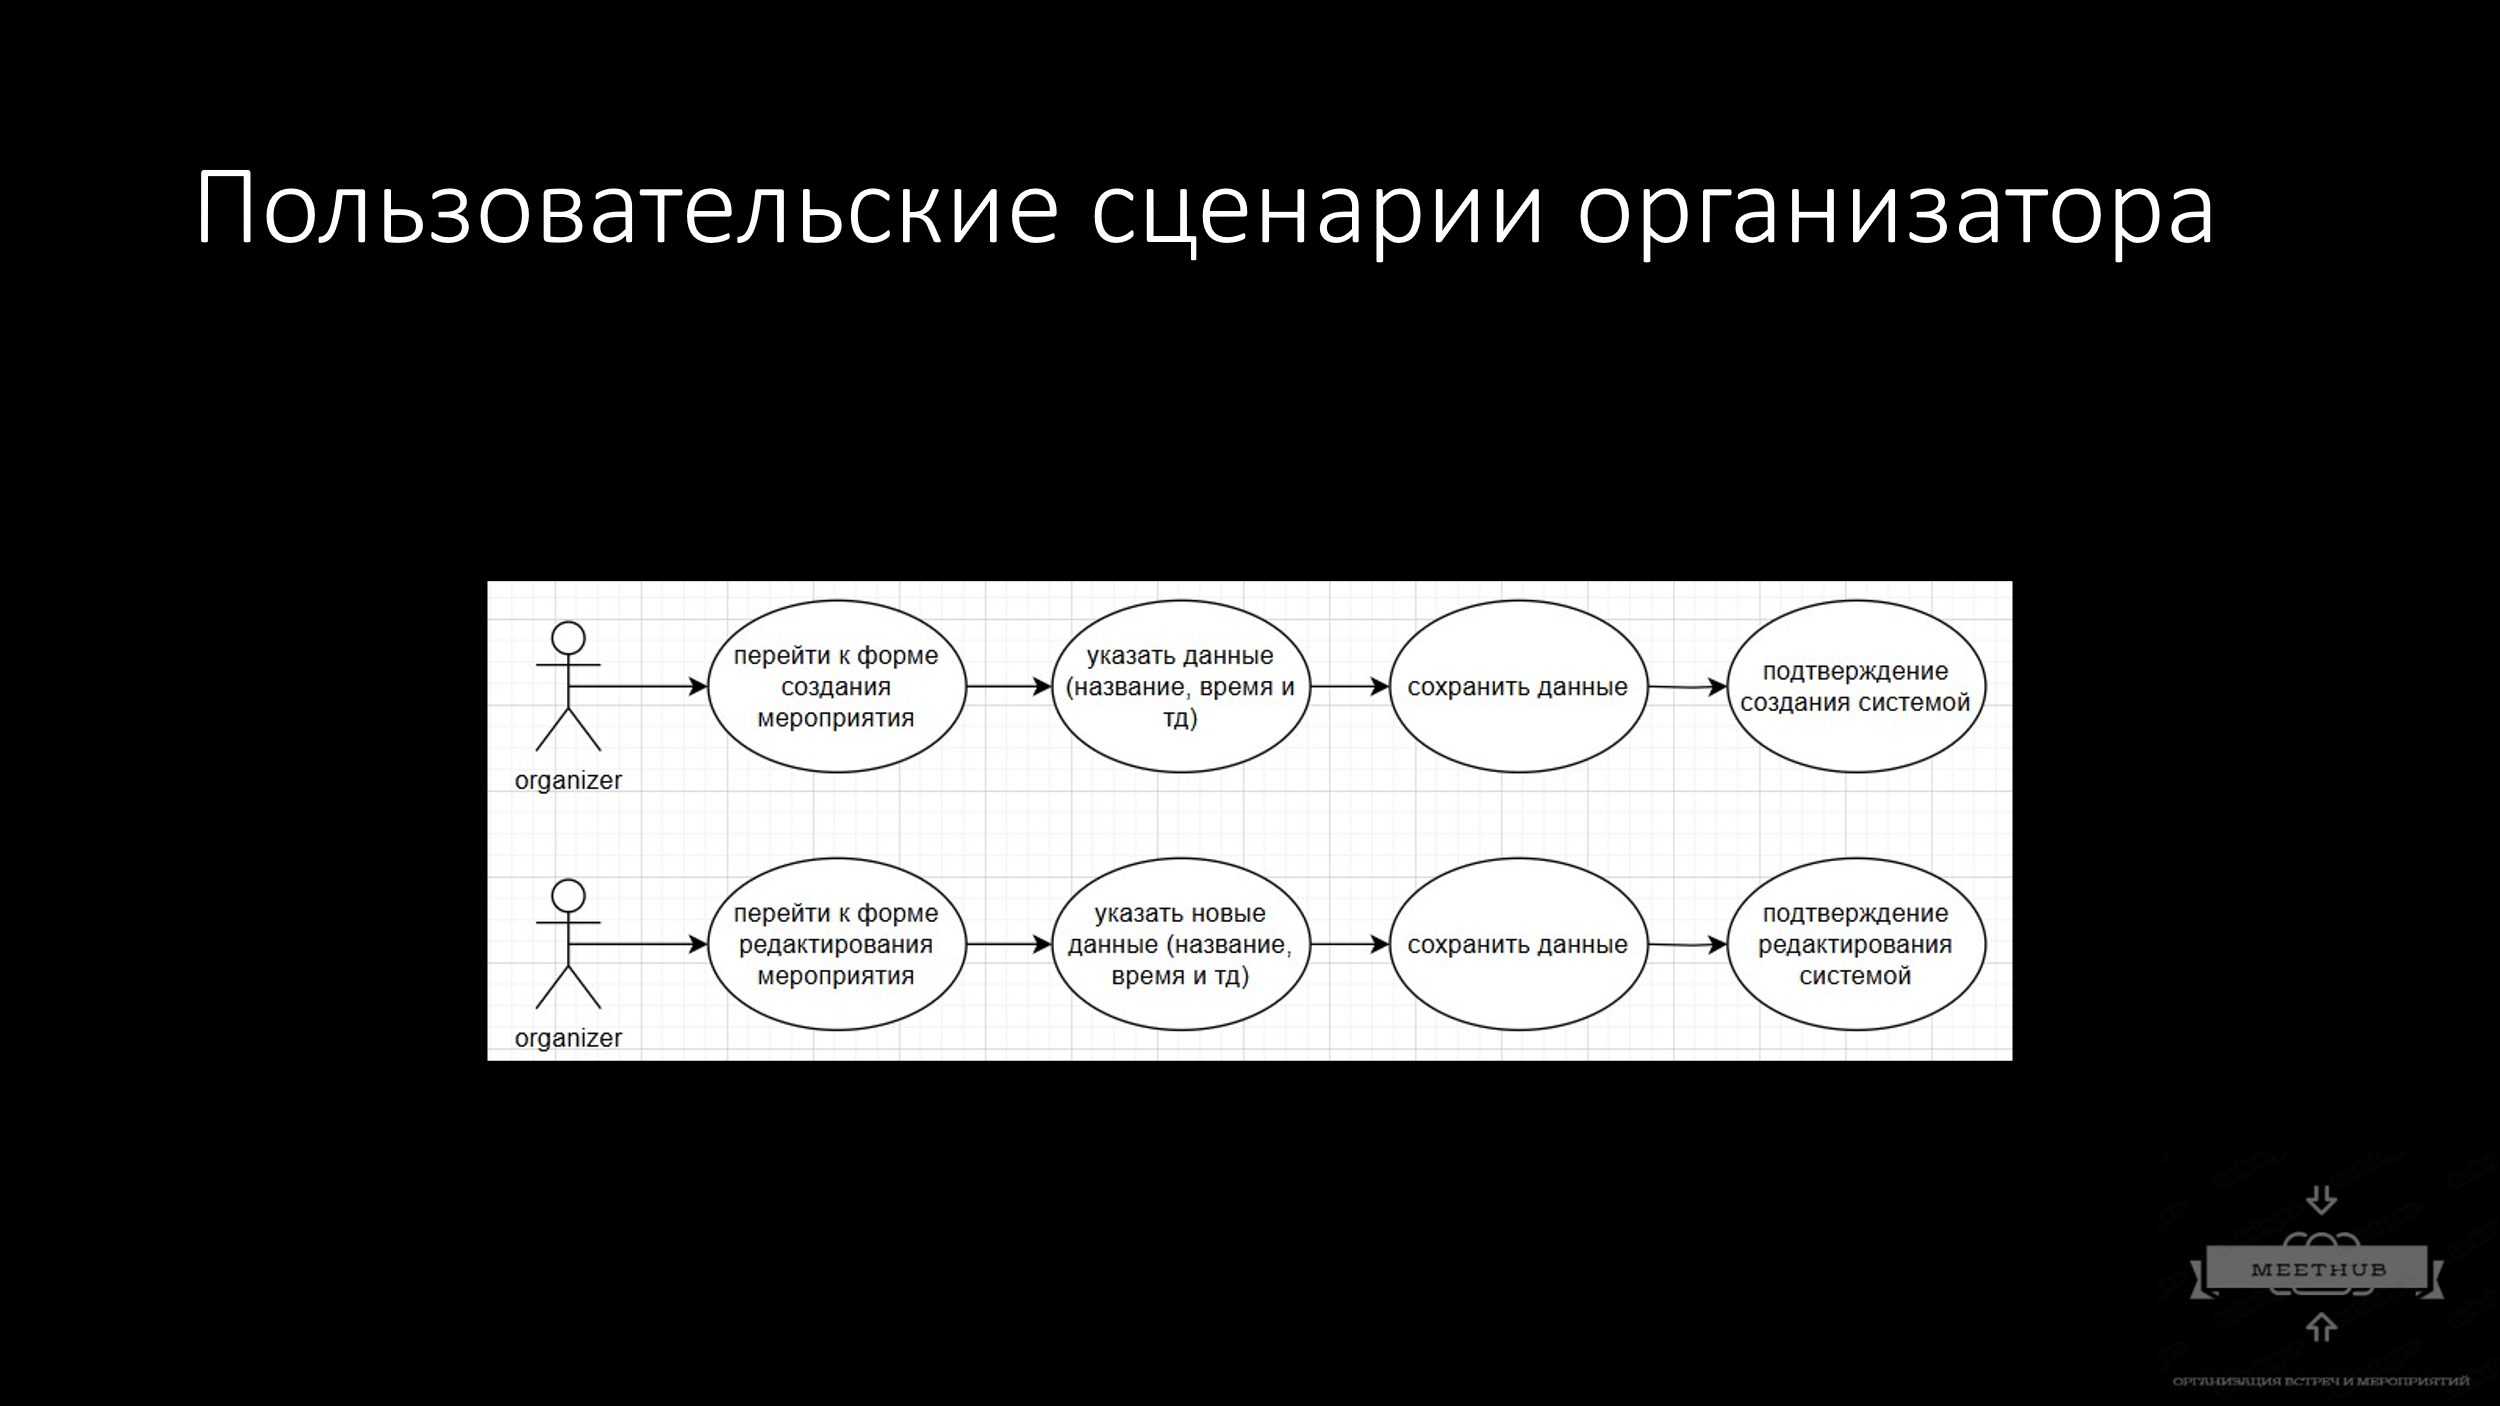 Пользовательские сценарии организатора
перейти к форме
создания
мероприятия
указать данные
(название, время и
тд)
сохранить данные
подтверждение
создания системой
organizer
перейти к форме
редактирования
мероприятия
указать новые
данные (название,
время и тд)
сохранить данные
подтверждение
редактирования
системой
organizer
MEETHUB
ОРГАНИЗАЦИЯ ВСТРЕЧ И МЕРОПРИЯТИЙ